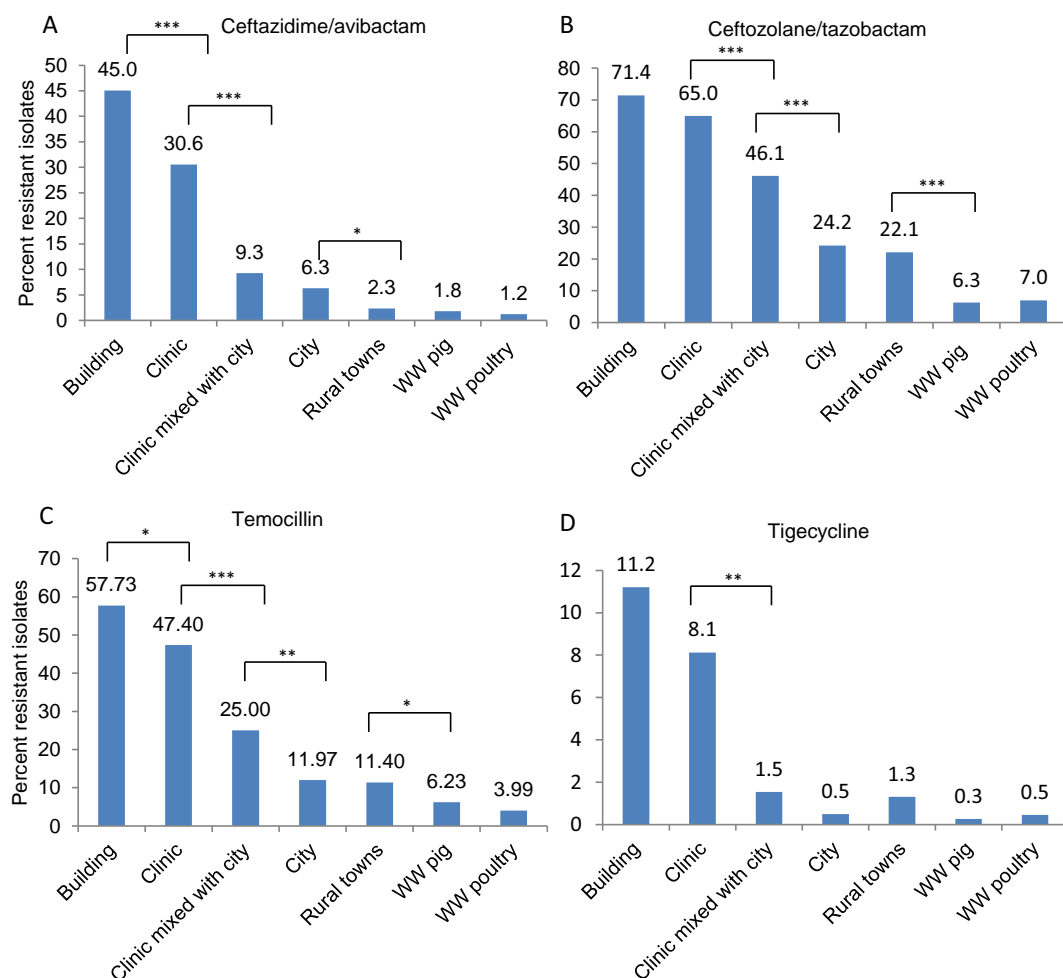 A
Ceftazidime/avibactam
***
***
*
Percent resistant isolates
50
45
40
35
30
25
20
15
10
5
0
45.0
30.6
9.3
6.3
2.3
1.8
1.2
Building
Clinic
Clinic mixed with city
City
Rural towns
WW pig
WW poultry
B
Ceftozolane/tazobactam
***
***
***
80
70
60
50
40
30
20
10
0
71.4
65.0
46.1
24.2
22.1
6.3
7.0
Building
Clinic
Clinic mixed with city
City
Rural towns
WW pig
WW poultry
C
Temocillin
*
***
**
*
Percent resistant isolates
70
60
50
40
30
20
10
0
57.73
47.40
25.00
11.97
11.40
6.23
3.99
Building
Clinic
Clinic mixed with city
City
Rural towns
WW pig
WW poultry
D
Tigecycline
**
12
10
8
6
4
2
0
11.2
8.1
1.5
0.5
1.3
0.3
0.5
Building
Clinic
Clinic mixed with city
City
Rural towns
WW pig
WW poultry